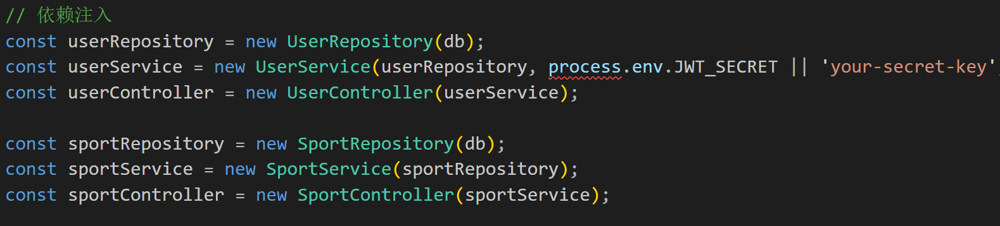 // 依赖注入
const userRepository = new UserRepository(db);
const userService = new UserService(userRepository, process.env.JWT_SECRET || 'your-secret-key'
const userController = new UserController(userService);
const sportRepository = new SportRepository(db);
const sportService = new SportService(sportRepository);
const sportController = new SportController(sportService);